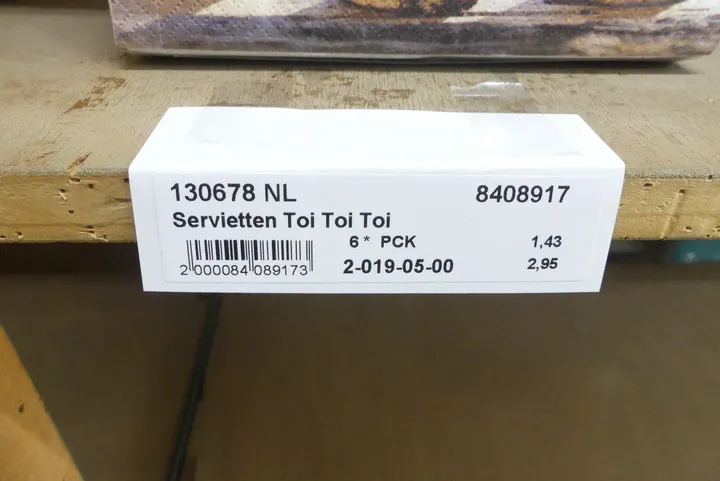 130678 NL 8408917
Servietten Toi Toi Toi
6 * PCK 1,43
2-019-05-00 2,95
2 000084 089173